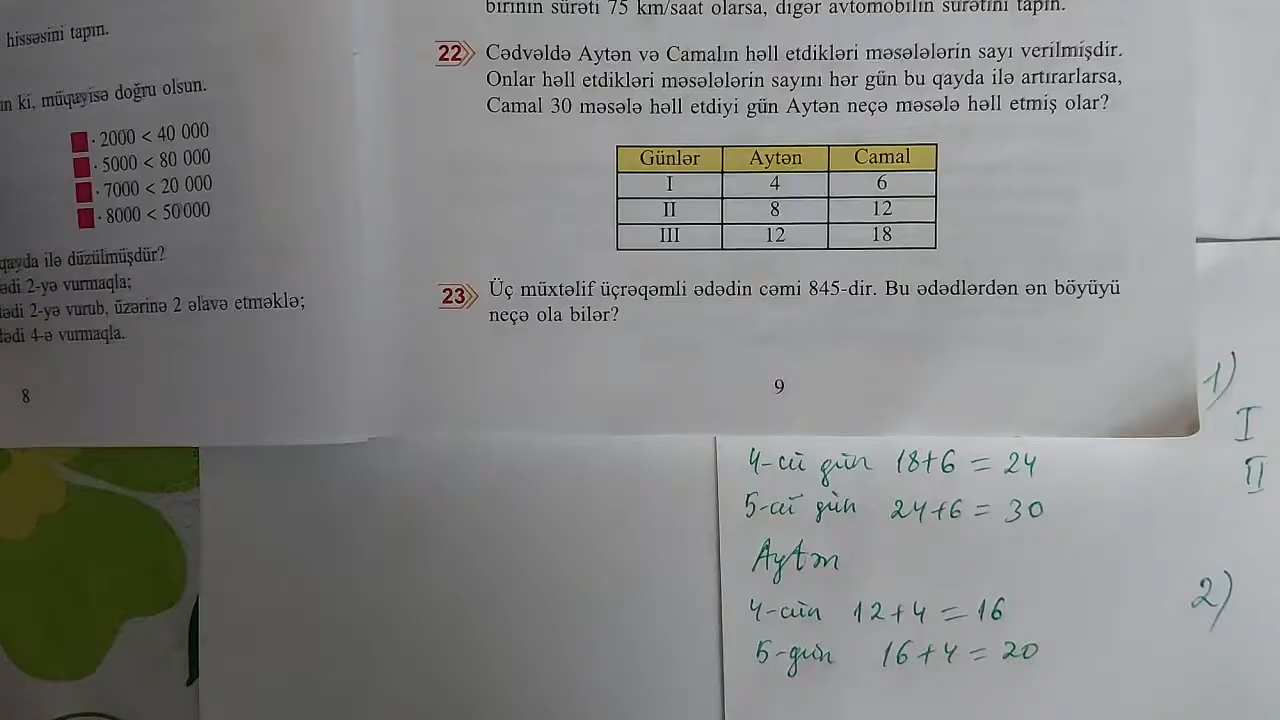 hissəsini tapın.
ın ki, müqayisə doğru olsun.
· 2000 < 40 000
· 5000 < 80 000
· 7000 < 20 000
· 8000 < 50 000
qayda ilə düzülmüşdür?
ədi 2-yə vurmaqla;
ədi 2-yə vurub, üzərinə 2 əlavə etməklə;
ədi 4-ə vurmaqla.
8
birinin sürəti 75 km/saat olarsa, digər avtomobilin sürətini tapın.
22 Cədvəldə Aytən və Camalın həll etdikləri məsələlərin sayı verilmişdir.
Onlar həll etdikləri məsələlərin sayını hər gün bu qayda ilə artırarlarsa,
Camal 30 məsələ həll etdiyi gün Aytən neçə məsələ həll etmiş olar?
Günlər Aytən Camal
I 4 6
II 8 12
III 12 18
23 Üç müxtəlif üçrəqəmli ədədin cəmi 845-dir. Bu ədədlərdən ən böyüyü
neçə ola bilər?
9
4-cü gün 18+6 = 24
5-ci gün 24+6 = 30
Aytən
4-cün 12+4 = 16
5-gün 16+4 = 20
1)
I
II
2)